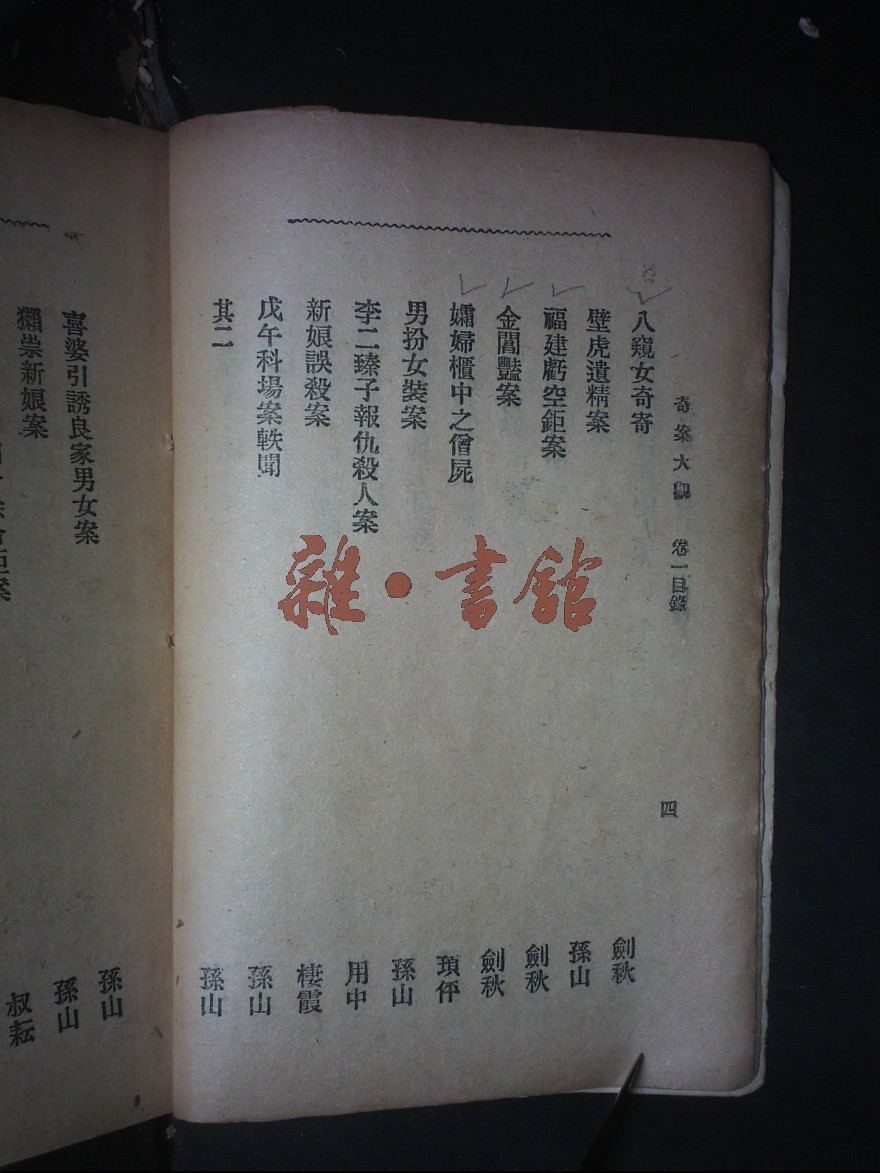 奇案大觀 卷一目錄 四
八窺女奇寄 劍秋
壁虎遺精案 孫山
福建虧空鉅案 劍秋
金閶豔案 劍秋
孀婦櫃中之僧屍 瑣伻
男扮女裝案 孫山
李二臻子報仇殺人案 用中
新娘誤殺案 棲霞
戊午科場案軼聞 孫山
其二 孫山
喜婆引誘良家男女案 孫山
獺祟新娘案 孫山
叔耘
雜·書館